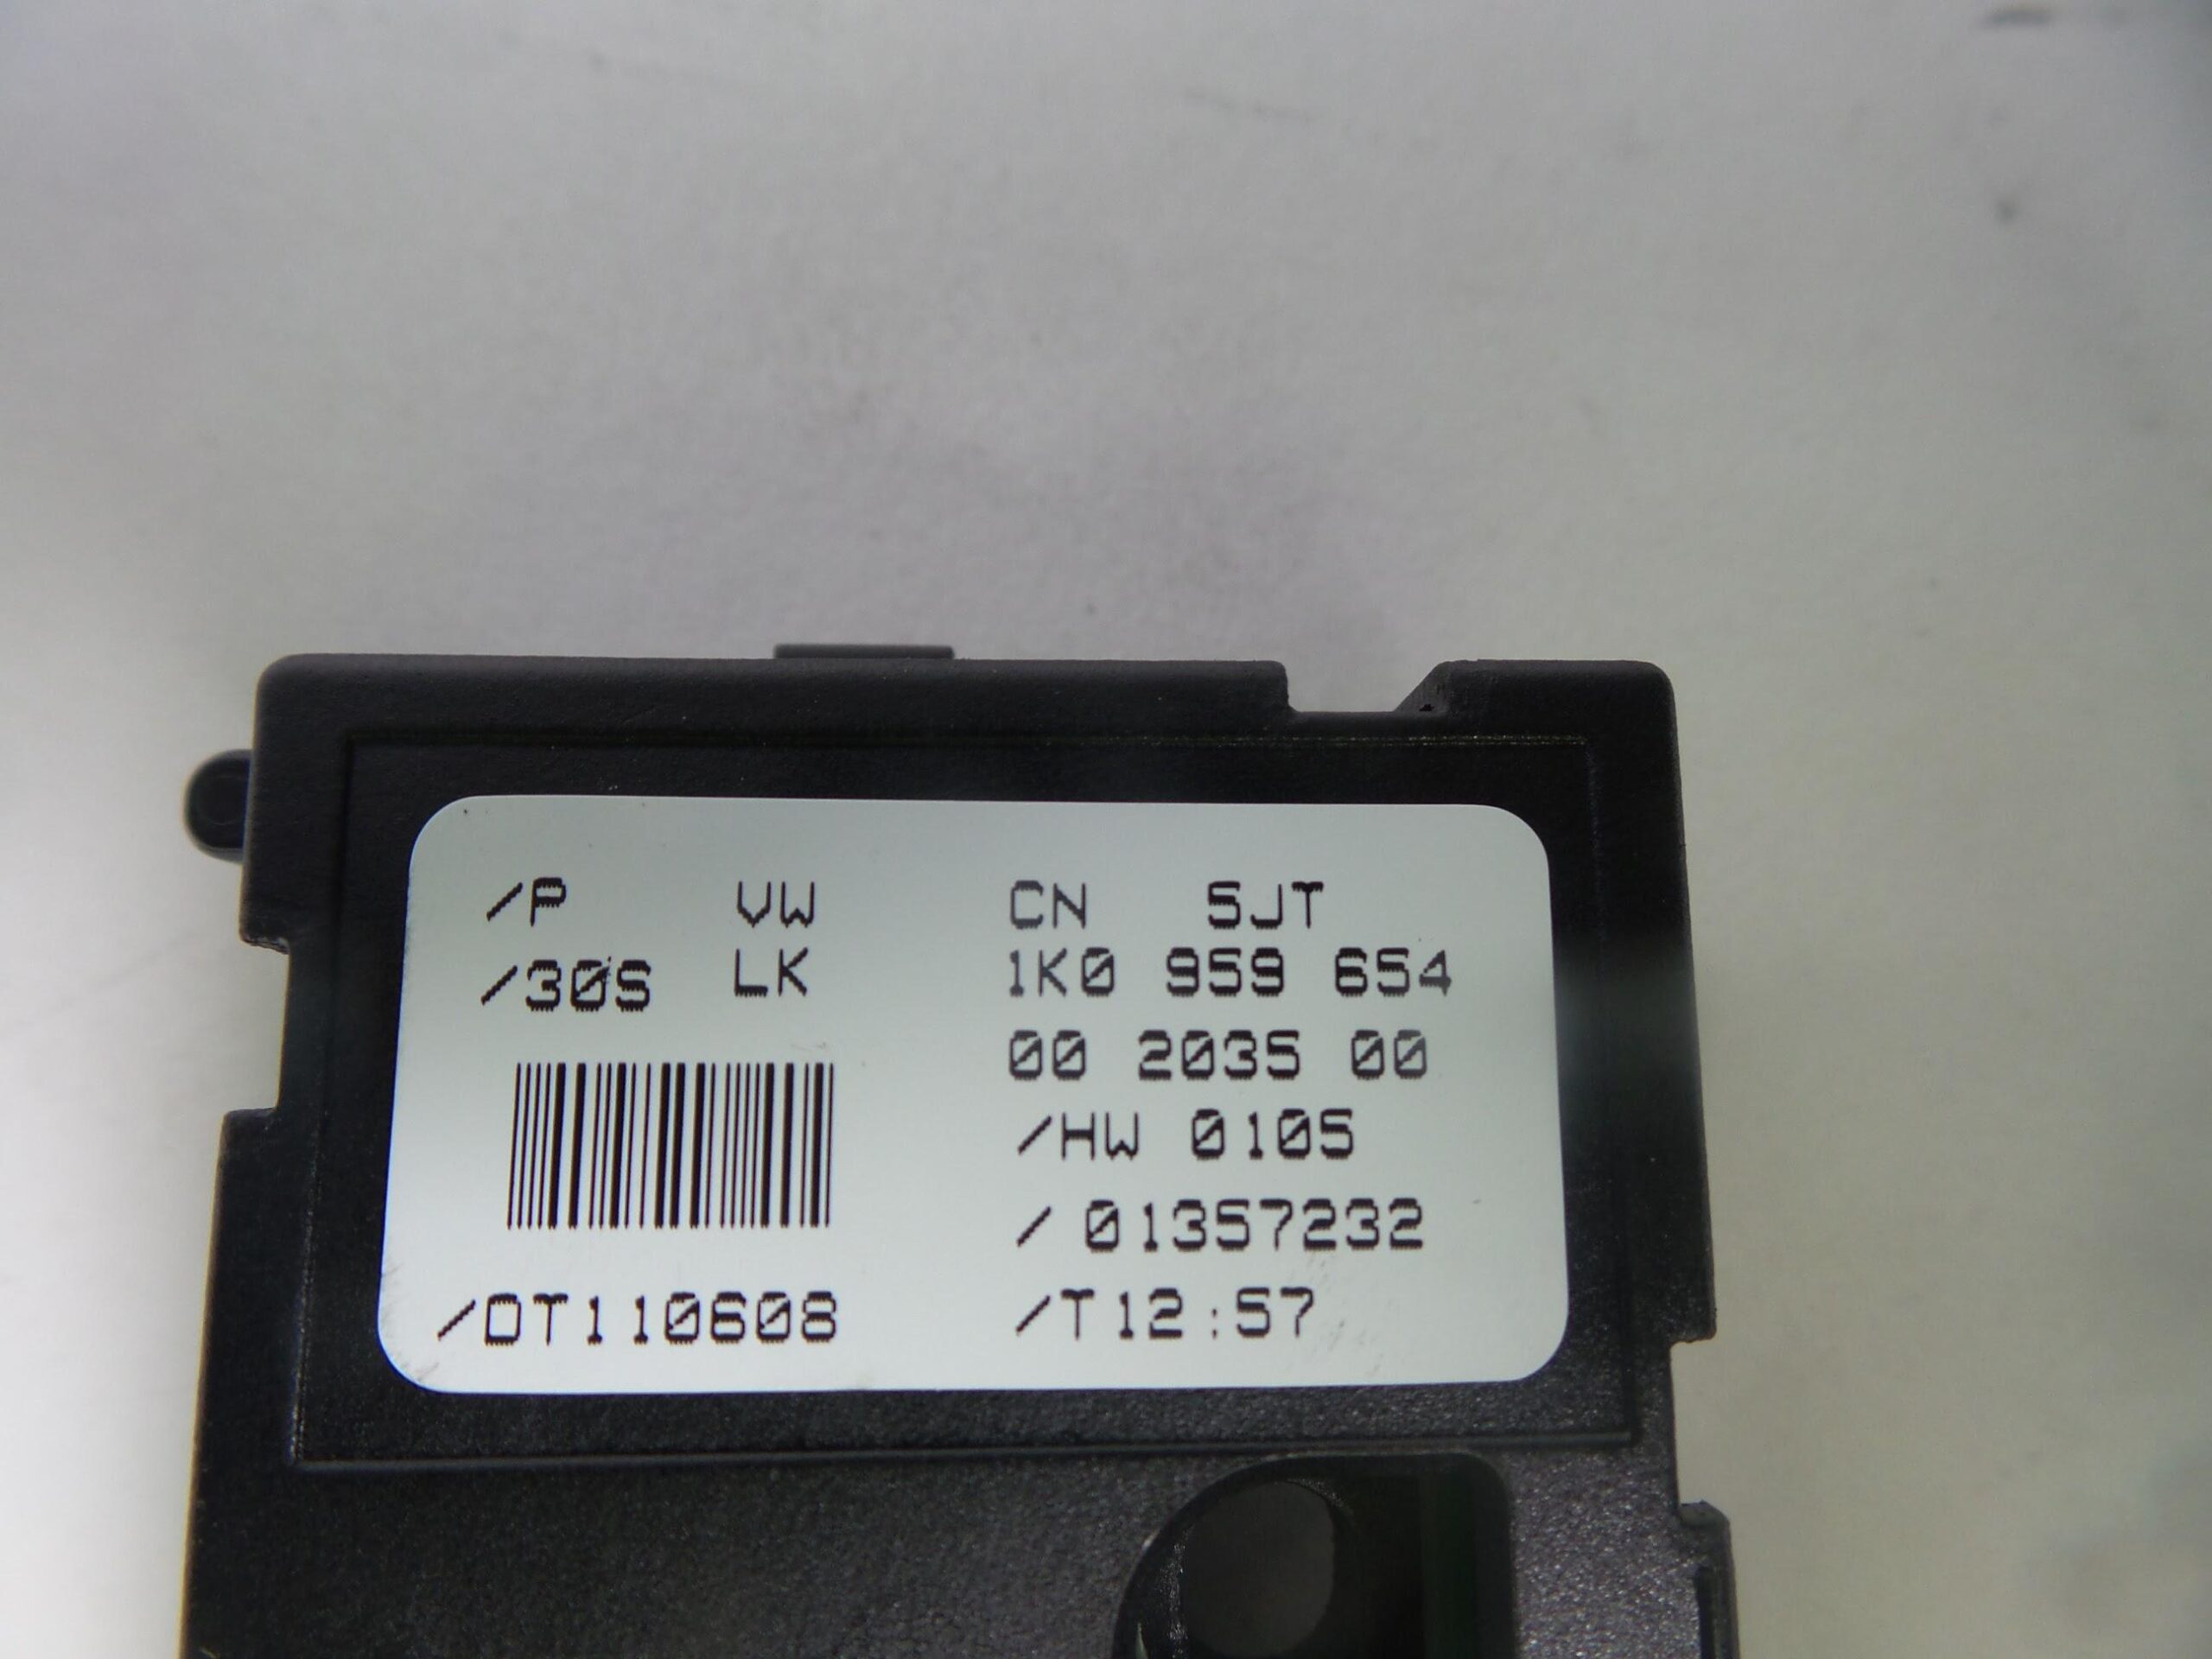 /P VW CN 5JT
/30S LK 1K0 959 654
00 2035 00
/HW 0105
/ 01357232
/DT110608 /T12:57